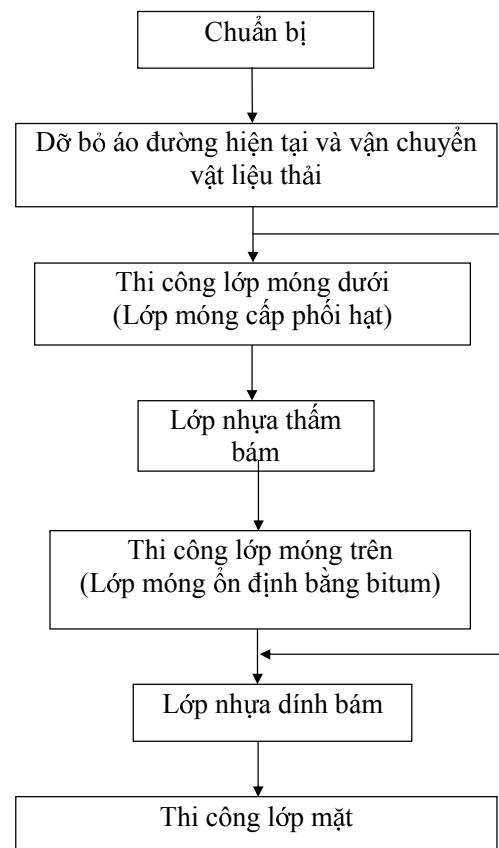 Chuẩn bị
Dỡ bỏ áo đường hiện tại và vận chuyển
vật liệu thải
Thi công lớp móng dưới
(Lớp móng cấp phối hạt)
Lớp nhựa thấm
bám
Thi công lớp móng trên
(Lớp móng ổn định bằng bitum)
Lớp nhựa dính bám
Thi công lớp mặt